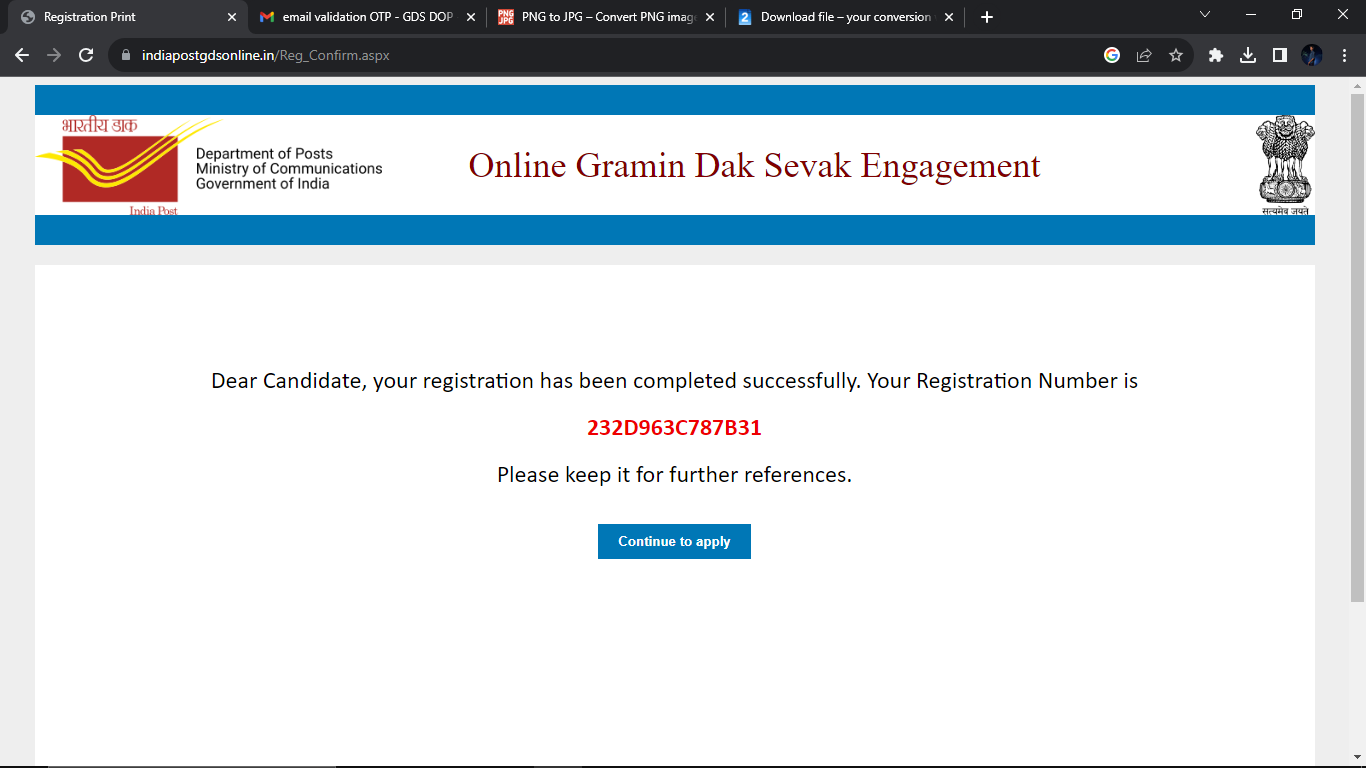 Registration Print
email validation OTP - GDS DOP
PNG to JPG – Convert PNG imag
Download file – your conversion
indiapostgdsonline.in/Reg_Confirm.aspx
भारतीय डाक
India Post
Department of Posts
Ministry of Communications
Government of India
Online Gramin Dak Sevak Engagement
सत्यमेव जयते
Dear Candidate, your registration has been completed successfully. Your Registration Number is
232D963C787B31
Please keep it for further references.
Continue to apply